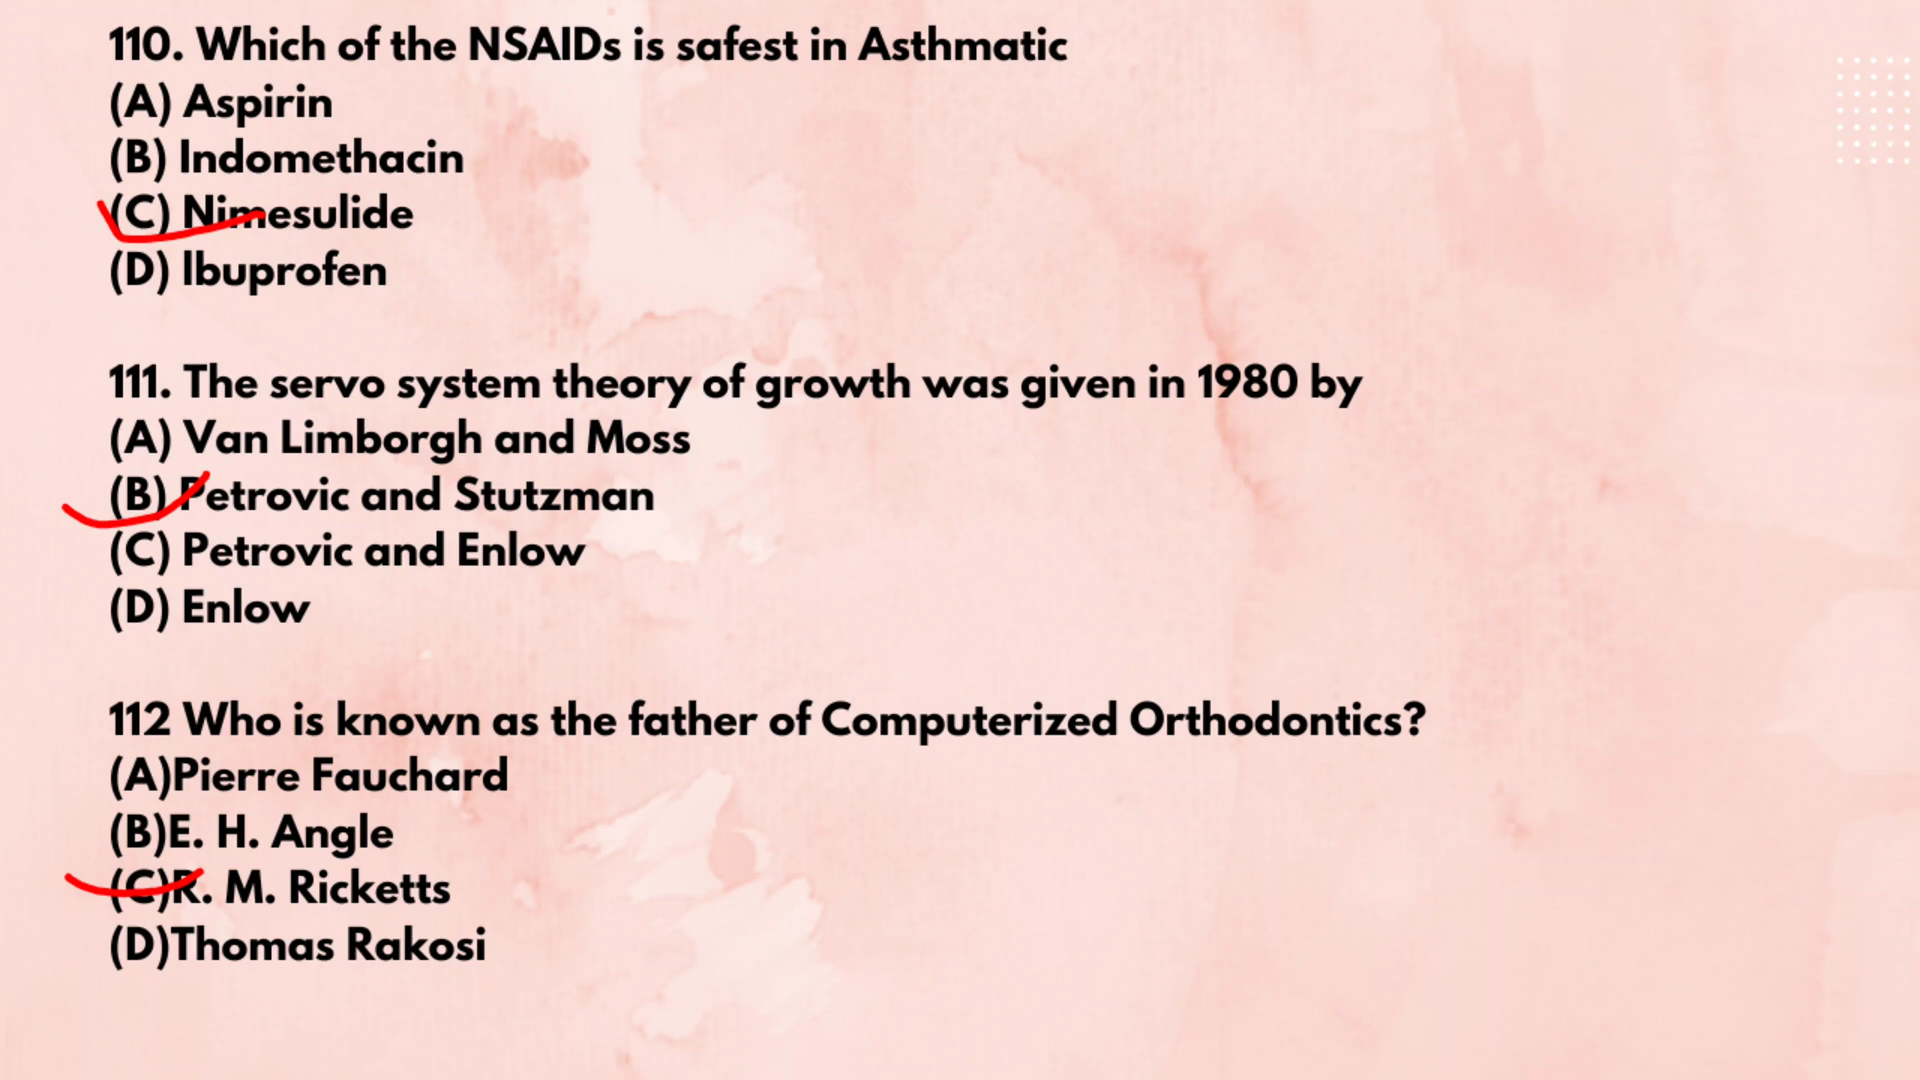 110. Which of the NSAIDs is safest in Asthmatic
(A) Aspirin
(B) Indomethacin
(C) Nimesulide
(D) Ibuprofen
111. The servo system theory of growth was given in 1980 by
(A) Van Limborgh and Moss
(B) Petrovic and Stutzman
(C) Petrovic and Enlow
(D) Enlow
112 Who is known as the father of Computerized Orthodontics?
(A)Pierre Fauchard
(B)E. H. Angle
(C)R. M. Ricketts
(D)Thomas Rakosi